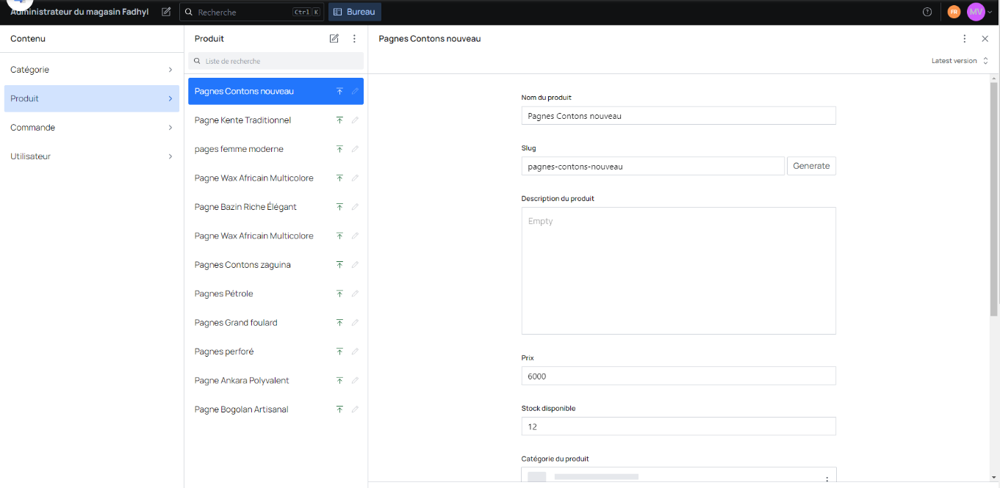 Administrateur du magasin Fadhyl
Recherche
Ctrl K
Bureau
FR
MV
Contenu
Catégorie
Produit
Commande
Utilisateur
Produit
Liste de recherche
Pagnes Contons nouveau
Pagne Kente Traditionnel
pages femme moderne
Pagne Wax Africain Multicolore
Pagne Bazin Riche Élégant
Pagne Wax Africain Multicolore
Pagnes Contons zaguina
Pagnes Pétrole
Pagnes Grand foulard
Pagnes perforé
Pagne Ankara Polyvalent
Pagne Bogolan Artisanal
Pagnes Contons nouveau
Latest version
Nom du produit
Pagnes Contons nouveau
Slug
pagnes-contons-nouveau
Generate
Description du produit
Empty
Prix
6000
Stock disponible
12
Catégorie du produit